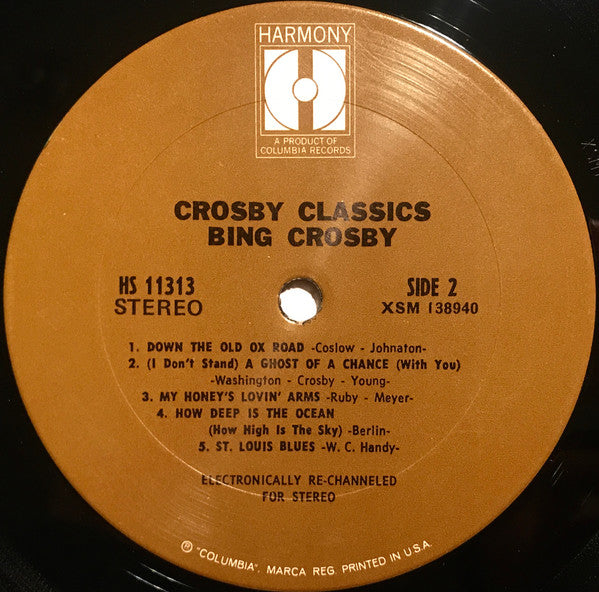 HARMONY
H
A PRODUCT OF
COLUMBIA RECORDS
CROSBY CLASSICS
BING CROSBY
HS 11313
STEREO
SIDE 2
XSM 138940
1. DOWN THE OLD OX ROAD -Coslow - Johnston-
2. (I Don't Stand) A GHOST OF A CHANCE (With You)
-Washington - Crosby - Young-
3. MY HONEY'S LOVIN' ARMS -Ruby - Meyer-
4. HOW DEEP IS THE OCEAN
(How High Is The Sky) -Berlin-
5. ST. LOUIS BLUES -W. C. Handy-
ELECTRONICALLY RE-CHANNELED
FOR STEREO
® "COLUMBIA", MARCA REG. PRINTED IN U.S.A.